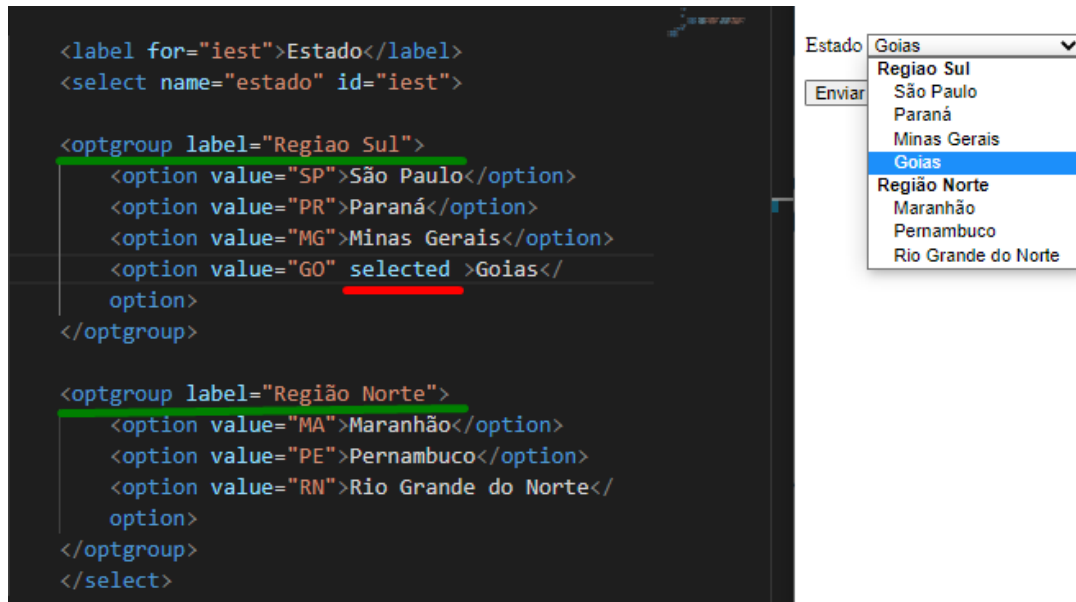 <label for="iest">Estado</label>
<select name="estado" id="iest">
<optgroup label="Regiao Sul">
<option value="SP">São Paulo</option>
<option value="PR">Paraná</option>
<option value="MG">Minas Gerais</option>
<option value="GO" selected >Goias</
option>
</optgroup>
<optgroup label="Região Norte">
<option value="MA">Maranhão</option>
<option value="PE">Pernambuco</option>
<option value="RN">Rio Grande do Norte</
option>
</optgroup>
</select>
Estado Goias
Regiao Sul
Enviar São Paulo
Paraná
Minas Gerais
Goias
Região Norte
Maranhão
Pernambuco
Rio Grande do Norte